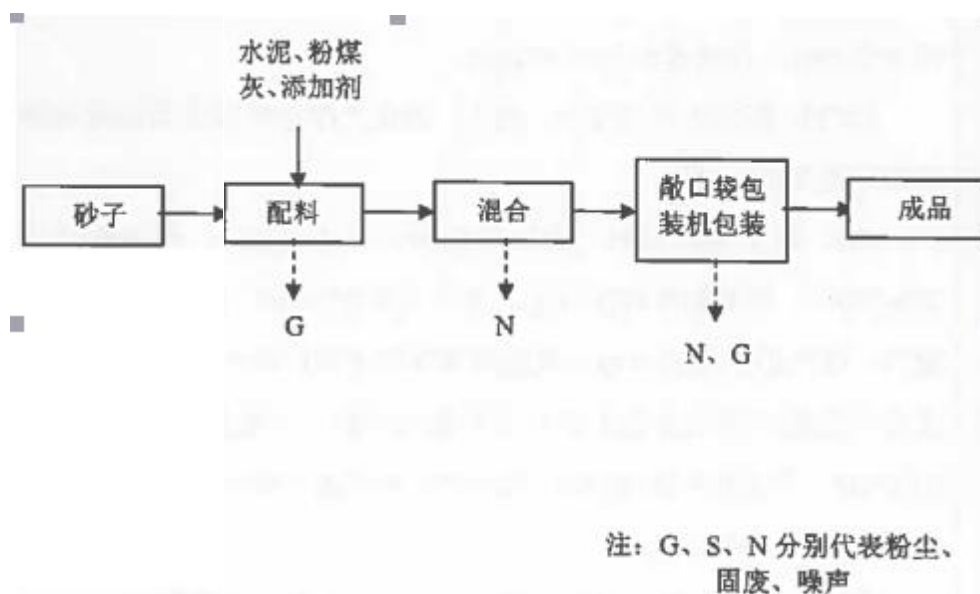 水泥、粉煤
灰、添加剂
砂子
配料
混合
敞口袋包
装机包装
成品
G
N
N、G
注：G、S、N 分别代表粉尘、
固废、噪声